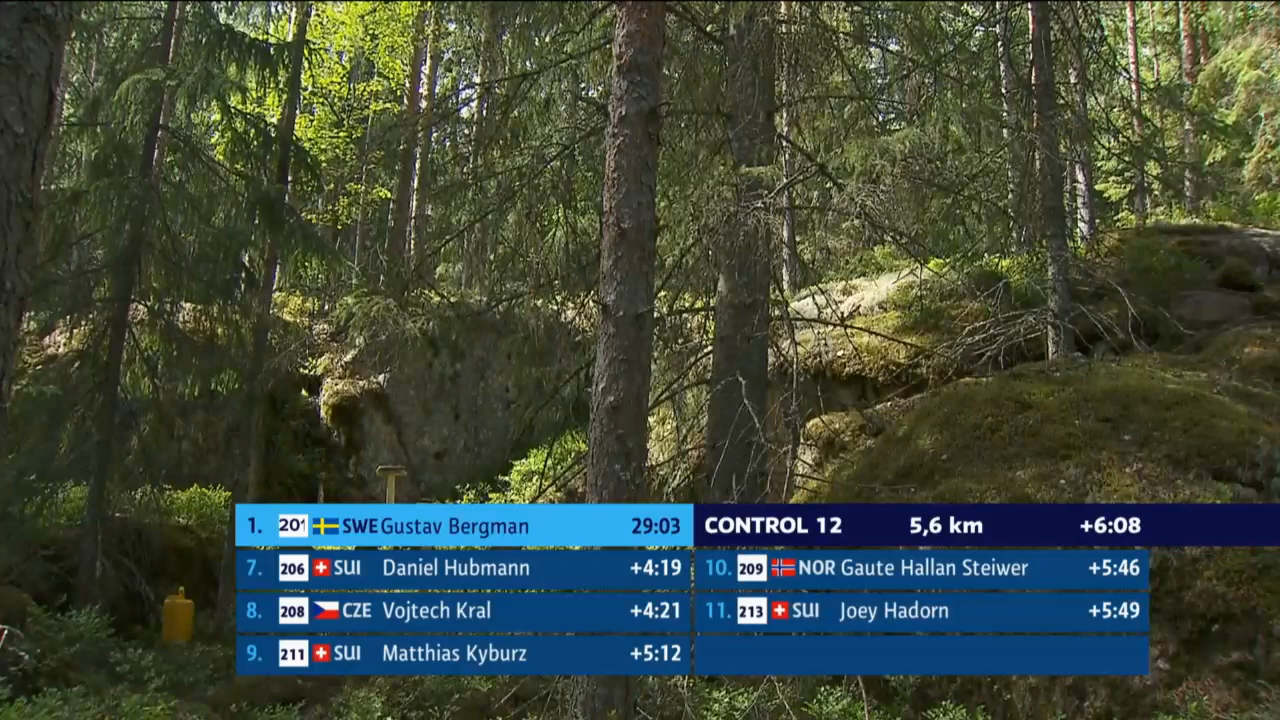 1. 201 SWE Gustav Bergman 29:03
CONTROL 12 5,6 km +6:08
7. 206 SUI Daniel Hubmann +4:19
8. 208 CZE Vojtech Kral +4:21
9. 211 SUI Matthias Kyburz +5:12
10. 209 NOR Gaute Hallan Steiwer +5:46
11. 213 SUI Joey Hadorn +5:49